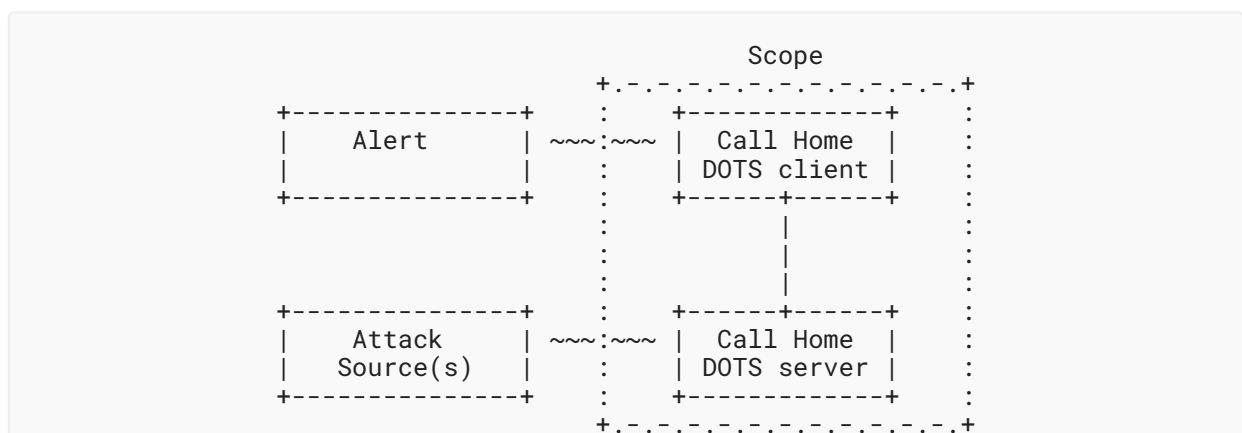 Scope
+.-.-.-.-.-.-.-.-.-.-.-.+
+---------------+    :    +-------------+     :
|     Alert      | ~~~:~~~ |  Call Home  |     :
|               |    :    | DOTS client |     :
+---------------+    :    +------+------+     :
:           |            :
:           |            :
:           |            :
+---------------+    :    +------+------+     :
|     Attack     | ~~~:~~~ |  Call Home  |     :
|   Source(s)   |    :    | DOTS server |     :
+---------------+    :    +-------------+     :
+.-.-.-.-.-.-.-.-.-.-.-.+